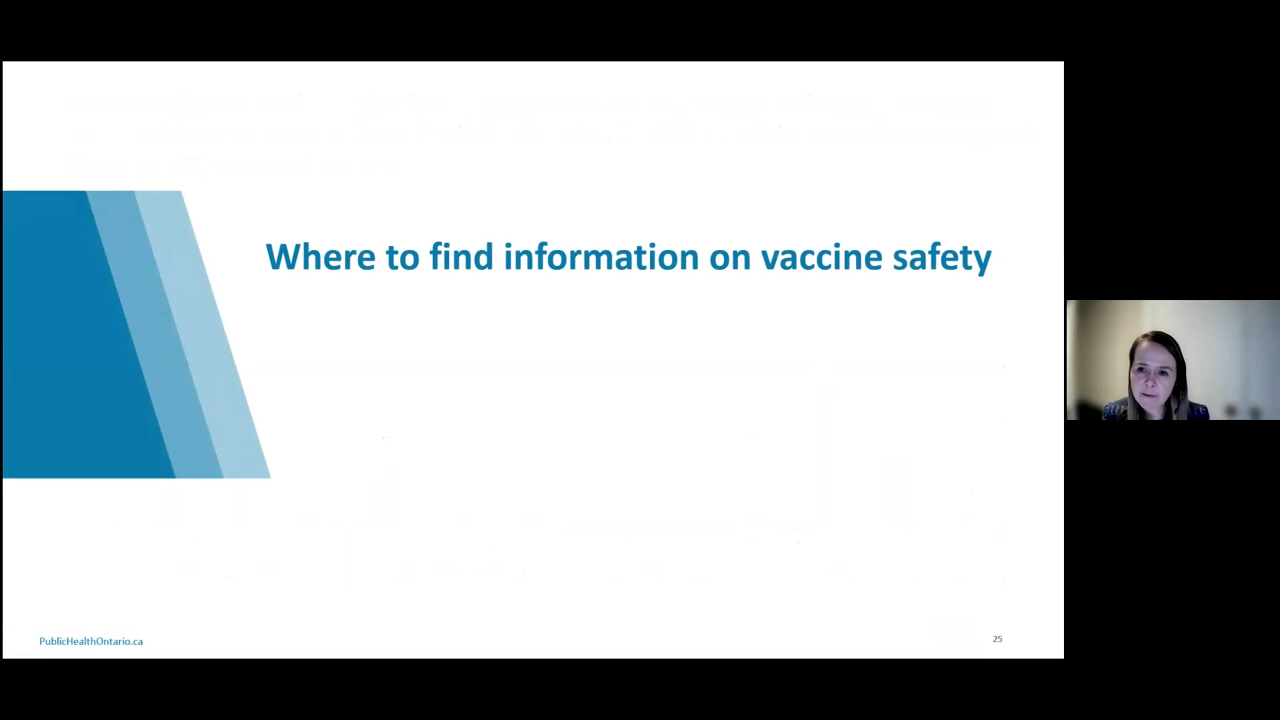 Where to find information on vaccine safety
PublicHealthOntario.ca
25